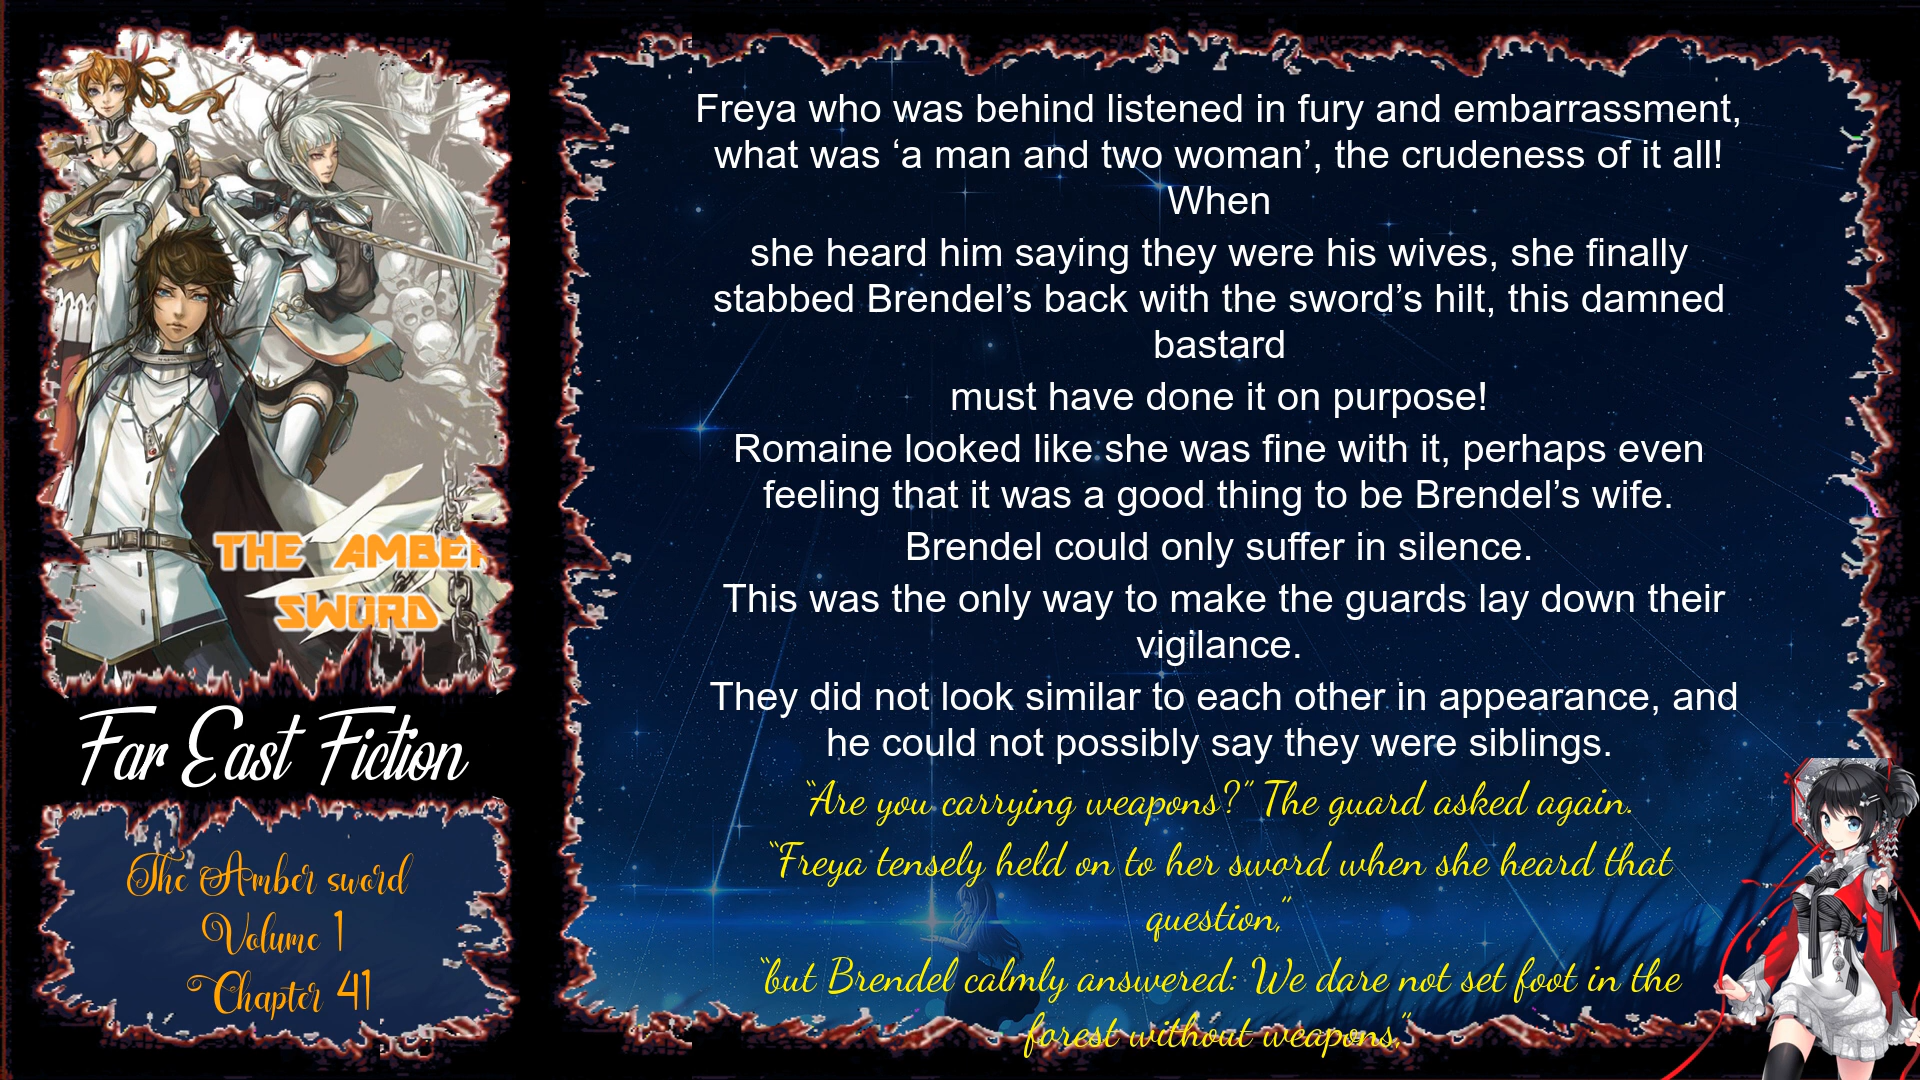 THE AMBER
SWORD
Far East Fiction
The Amber sword
Volume 1
Chapter 41
Freya who was behind listened in fury and embarrassment,
what was ‘a man and two woman’, the crudeness of it all!
When
she heard him saying they were his wives, she finally
stabbed Brendel’s back with the sword’s hilt, this damned
bastard
must have done it on purpose!
Romaine looked like she was fine with it, perhaps even
feeling that it was a good thing to be Brendel’s wife.
Brendel could only suffer in silence.
This was the only way to make the guards lay down their
vigilance.
They did not look similar to each other in appearance, and
he could not possibly say they were siblings.
“Are you carrying weapons?” The guard asked again.
“Freya tensely held on to her sword when she heard that
question,”
“but Brendel calmly answered: We dare not set foot in the
forest without weapons,”